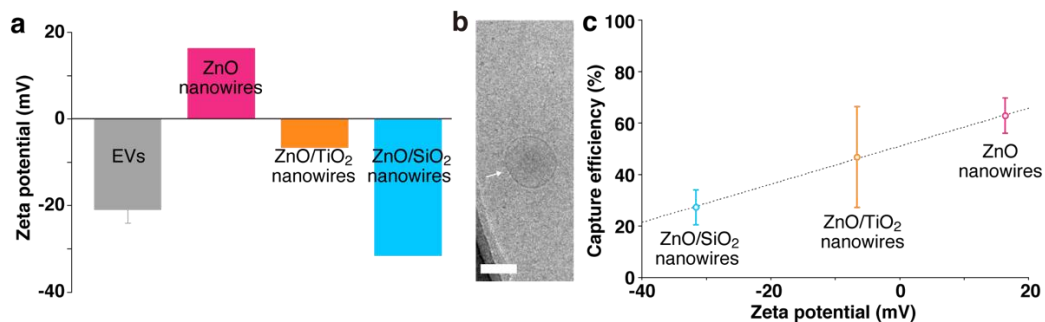 a
Zeta potential (mV)
20
0
-20
-40
EVs
ZnO
nanowires
ZnO/TiO₂
nanowires
ZnO/SiO₂
nanowires
b
c
Capture efficiency (%)
100
80
60
40
20
0
ZnO/SiO₂
nanowires
ZnO/TiO₂
nanowires
ZnO
nanowires
-40
-20
0
20
Zeta potential (mV)